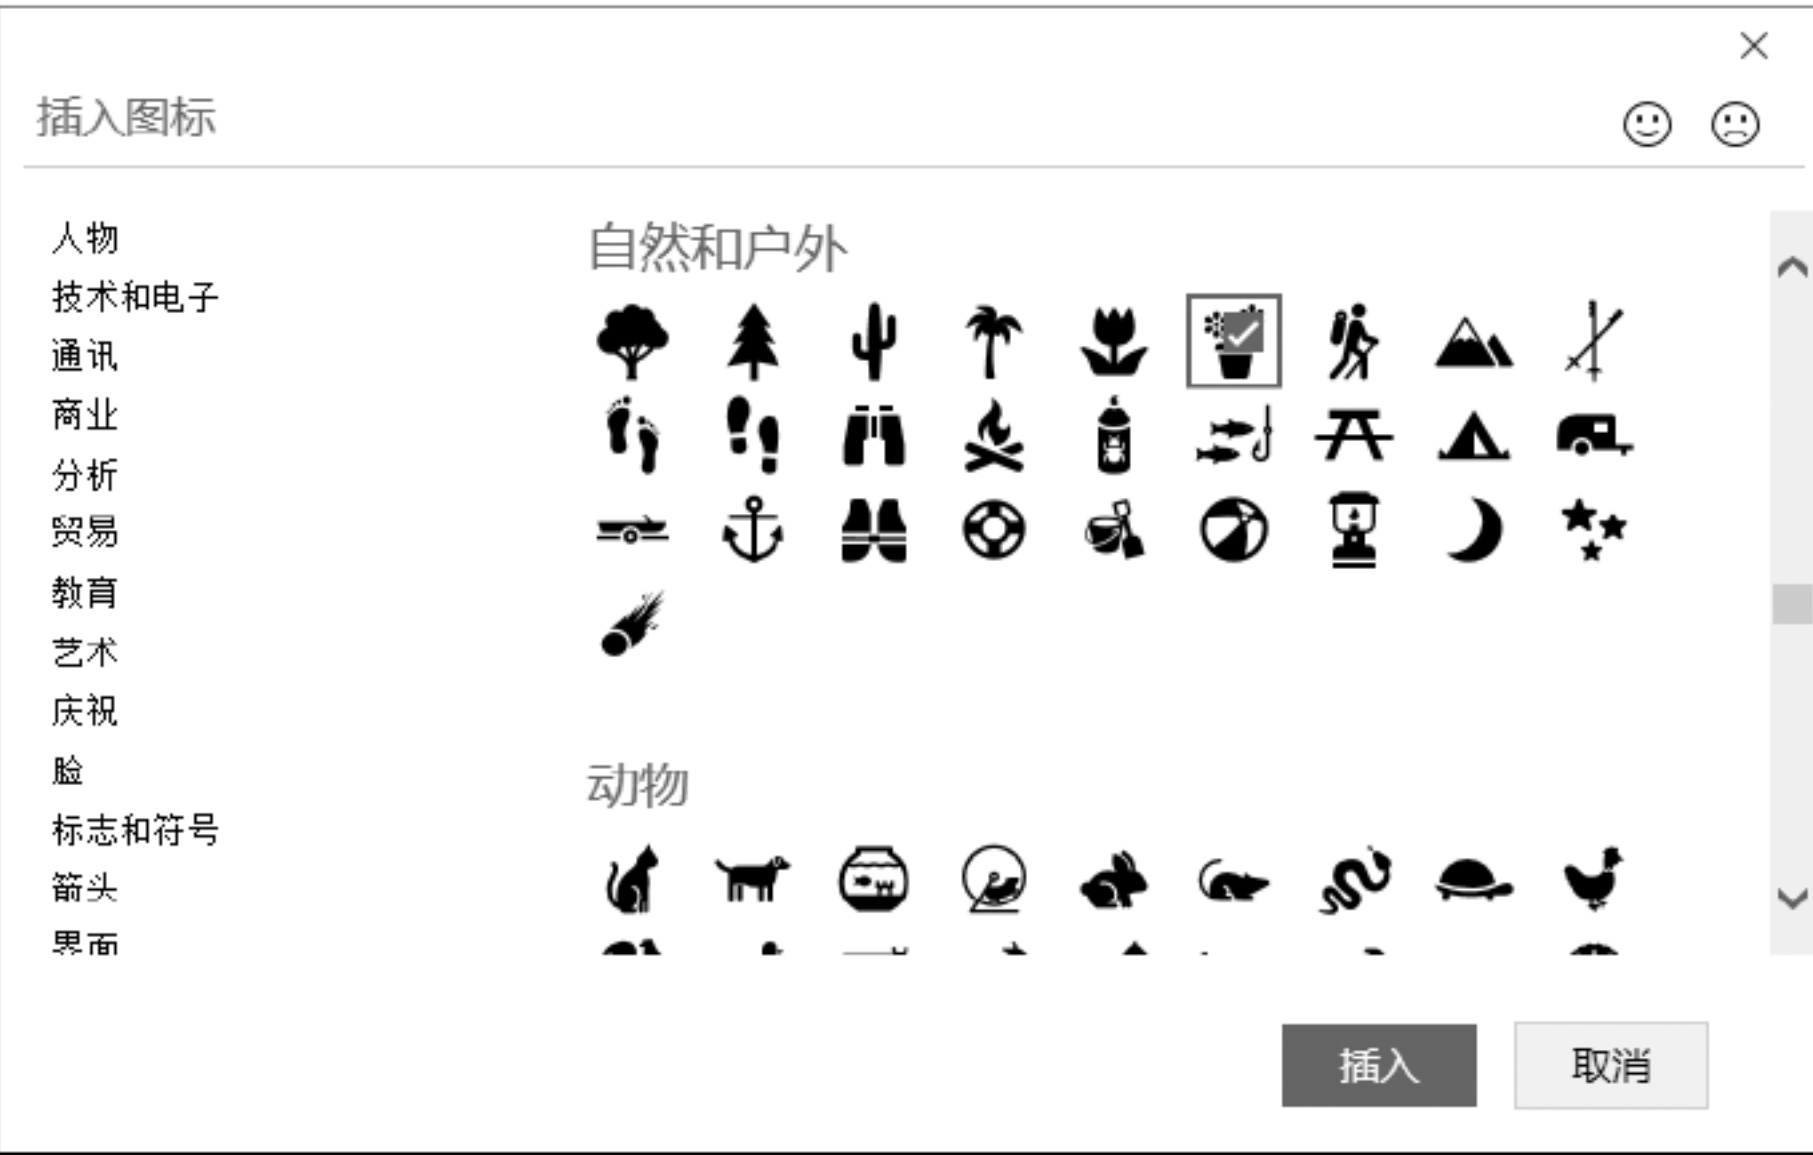 插入图标
人物
技术和电子
通讯
商业
分析
贸易
教育
艺术
庆祝
脸
标志和符号
箭头
界面
自然和户外
动物
插入
取消